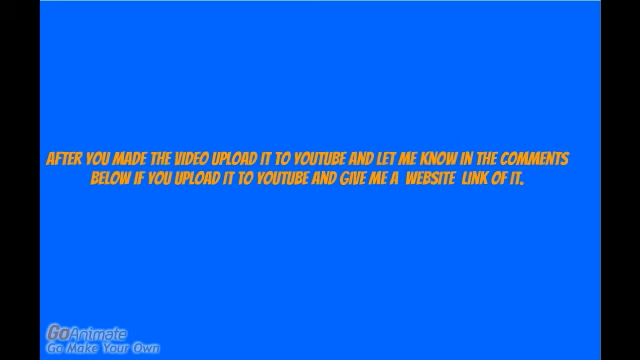 AFTER YOU MADE THE VIDEO UPLOAD IT TO YOUTUBE AND LET ME KNOW IN THE COMMENTS
BELOW IF YOU UPLOAD IT TO YOUTUBE AND GIVE ME A WEBSITE LINK OF IT.
GoAnimate
Go Make Your Own